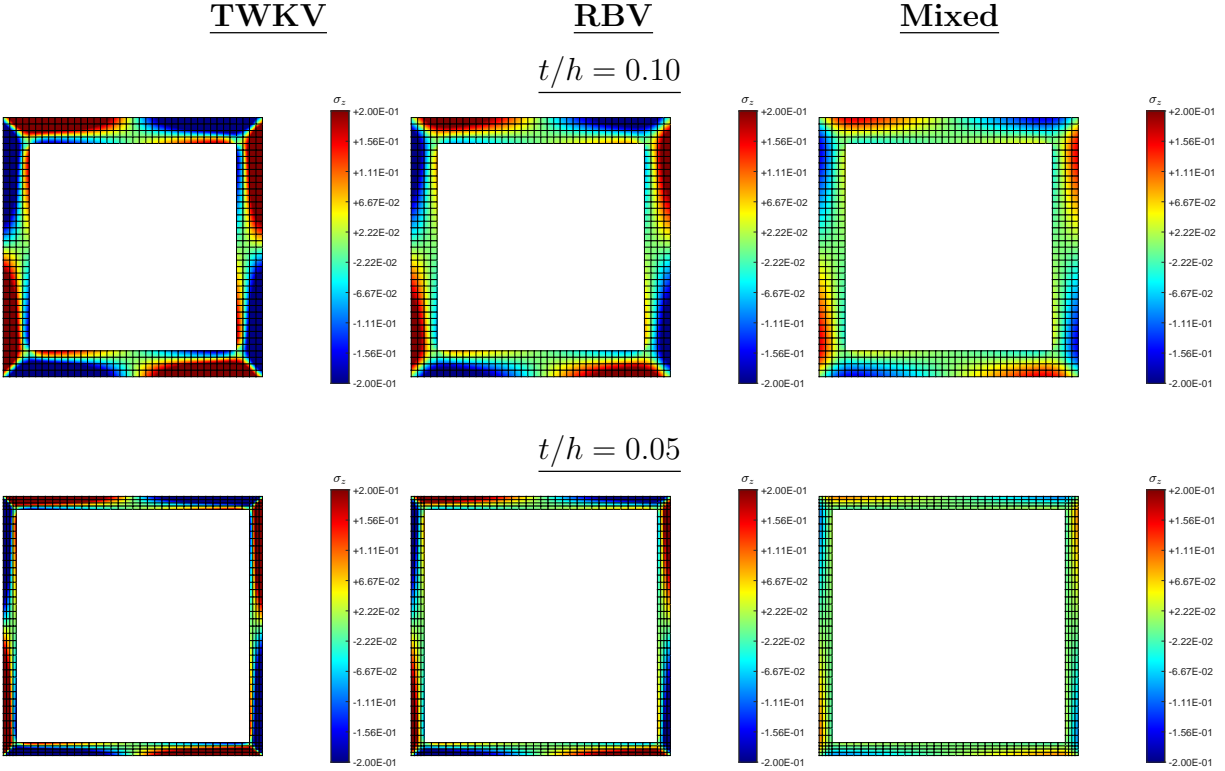 TWKV RBV Mixed
t/h = 0.10
σz σz σz
+2.00E-01 +2.00E-01 +2.00E-01
+1.56E-01 +1.56E-01 +1.56E-01
+1.11E-01 +1.11E-01 +1.11E-01
+6.67E-02 +6.67E-02 +6.67E-02
+2.22E-02 +2.22E-02 +2.22E-02
-2.22E-02 -2.22E-02 -2.22E-02
-6.67E-02 -6.67E-02 -6.67E-02
-1.11E-01 -1.11E-01 -1.11E-01
-1.56E-01 -1.56E-01 -1.56E-01
-2.00E-01 -2.00E-01 -2.00E-01
t/h = 0.05
σz σz σz
+2.00E-01 +2.00E-01 +2.00E-01
+1.56E-01 +1.56E-01 +1.56E-01
+1.11E-01 +1.11E-01 +1.11E-01
+6.67E-02 +6.67E-02 +6.67E-02
+2.22E-02 +2.22E-02 +2.22E-02
-2.22E-02 -2.22E-02 -2.22E-02
-6.67E-02 -6.67E-02 -6.67E-02
-1.11E-01 -1.11E-01 -1.11E-01
-1.56E-01 -1.56E-01 -1.56E-01
-2.00E-01 -2.00E-01 -2.00E-01